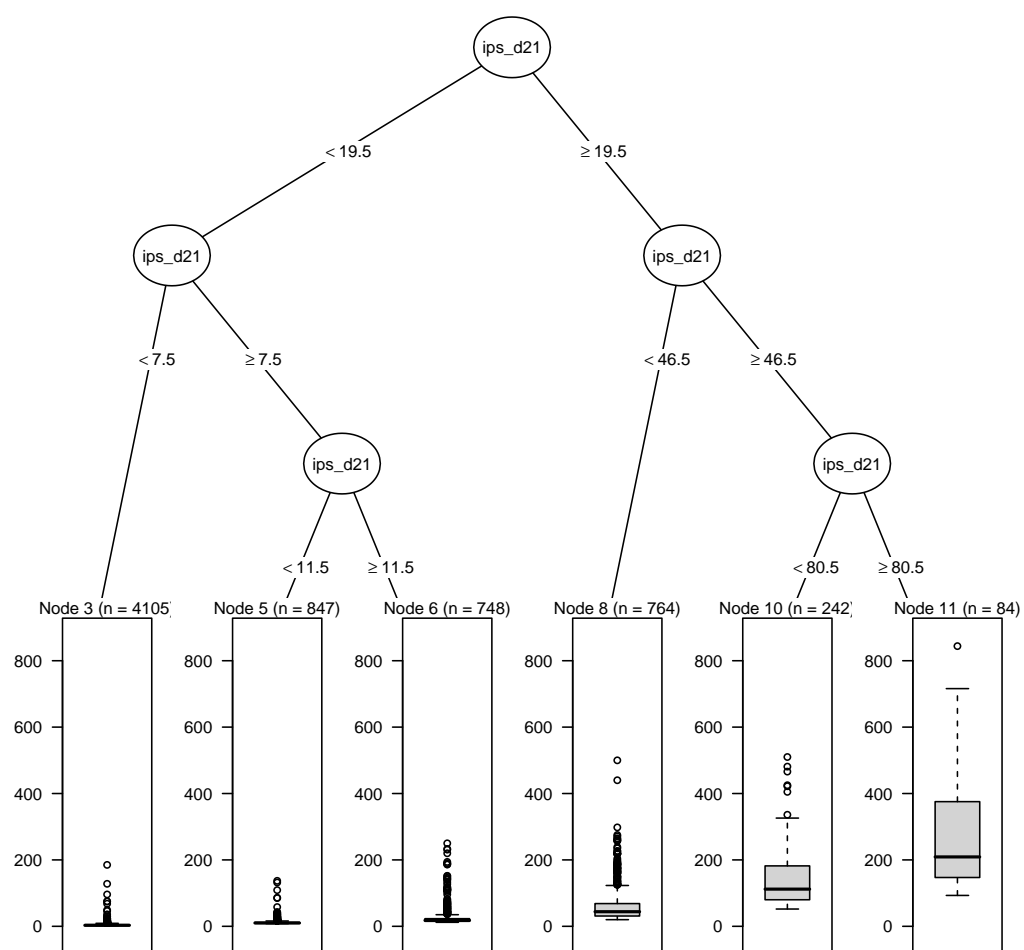 ips_d21
< 19.5
≥ 19.5
ips_d21
ips_d21
< 7.5
≥ 7.5
< 46.5
≥ 46.5
ips_d21
ips_d21
< 11.5
≥ 11.5
< 80.5
≥ 80.5
Node 3 (n = 4105)
Node 5 (n = 847)
Node 6 (n = 748)
Node 8 (n = 764)
Node 10 (n = 242)
Node 11 (n = 84)
800 800 800 800 800 800
600 600 600 600 600 600
400 400 400 400 400 400
200 200 200 200 200 200
0 0 0 0 0 0